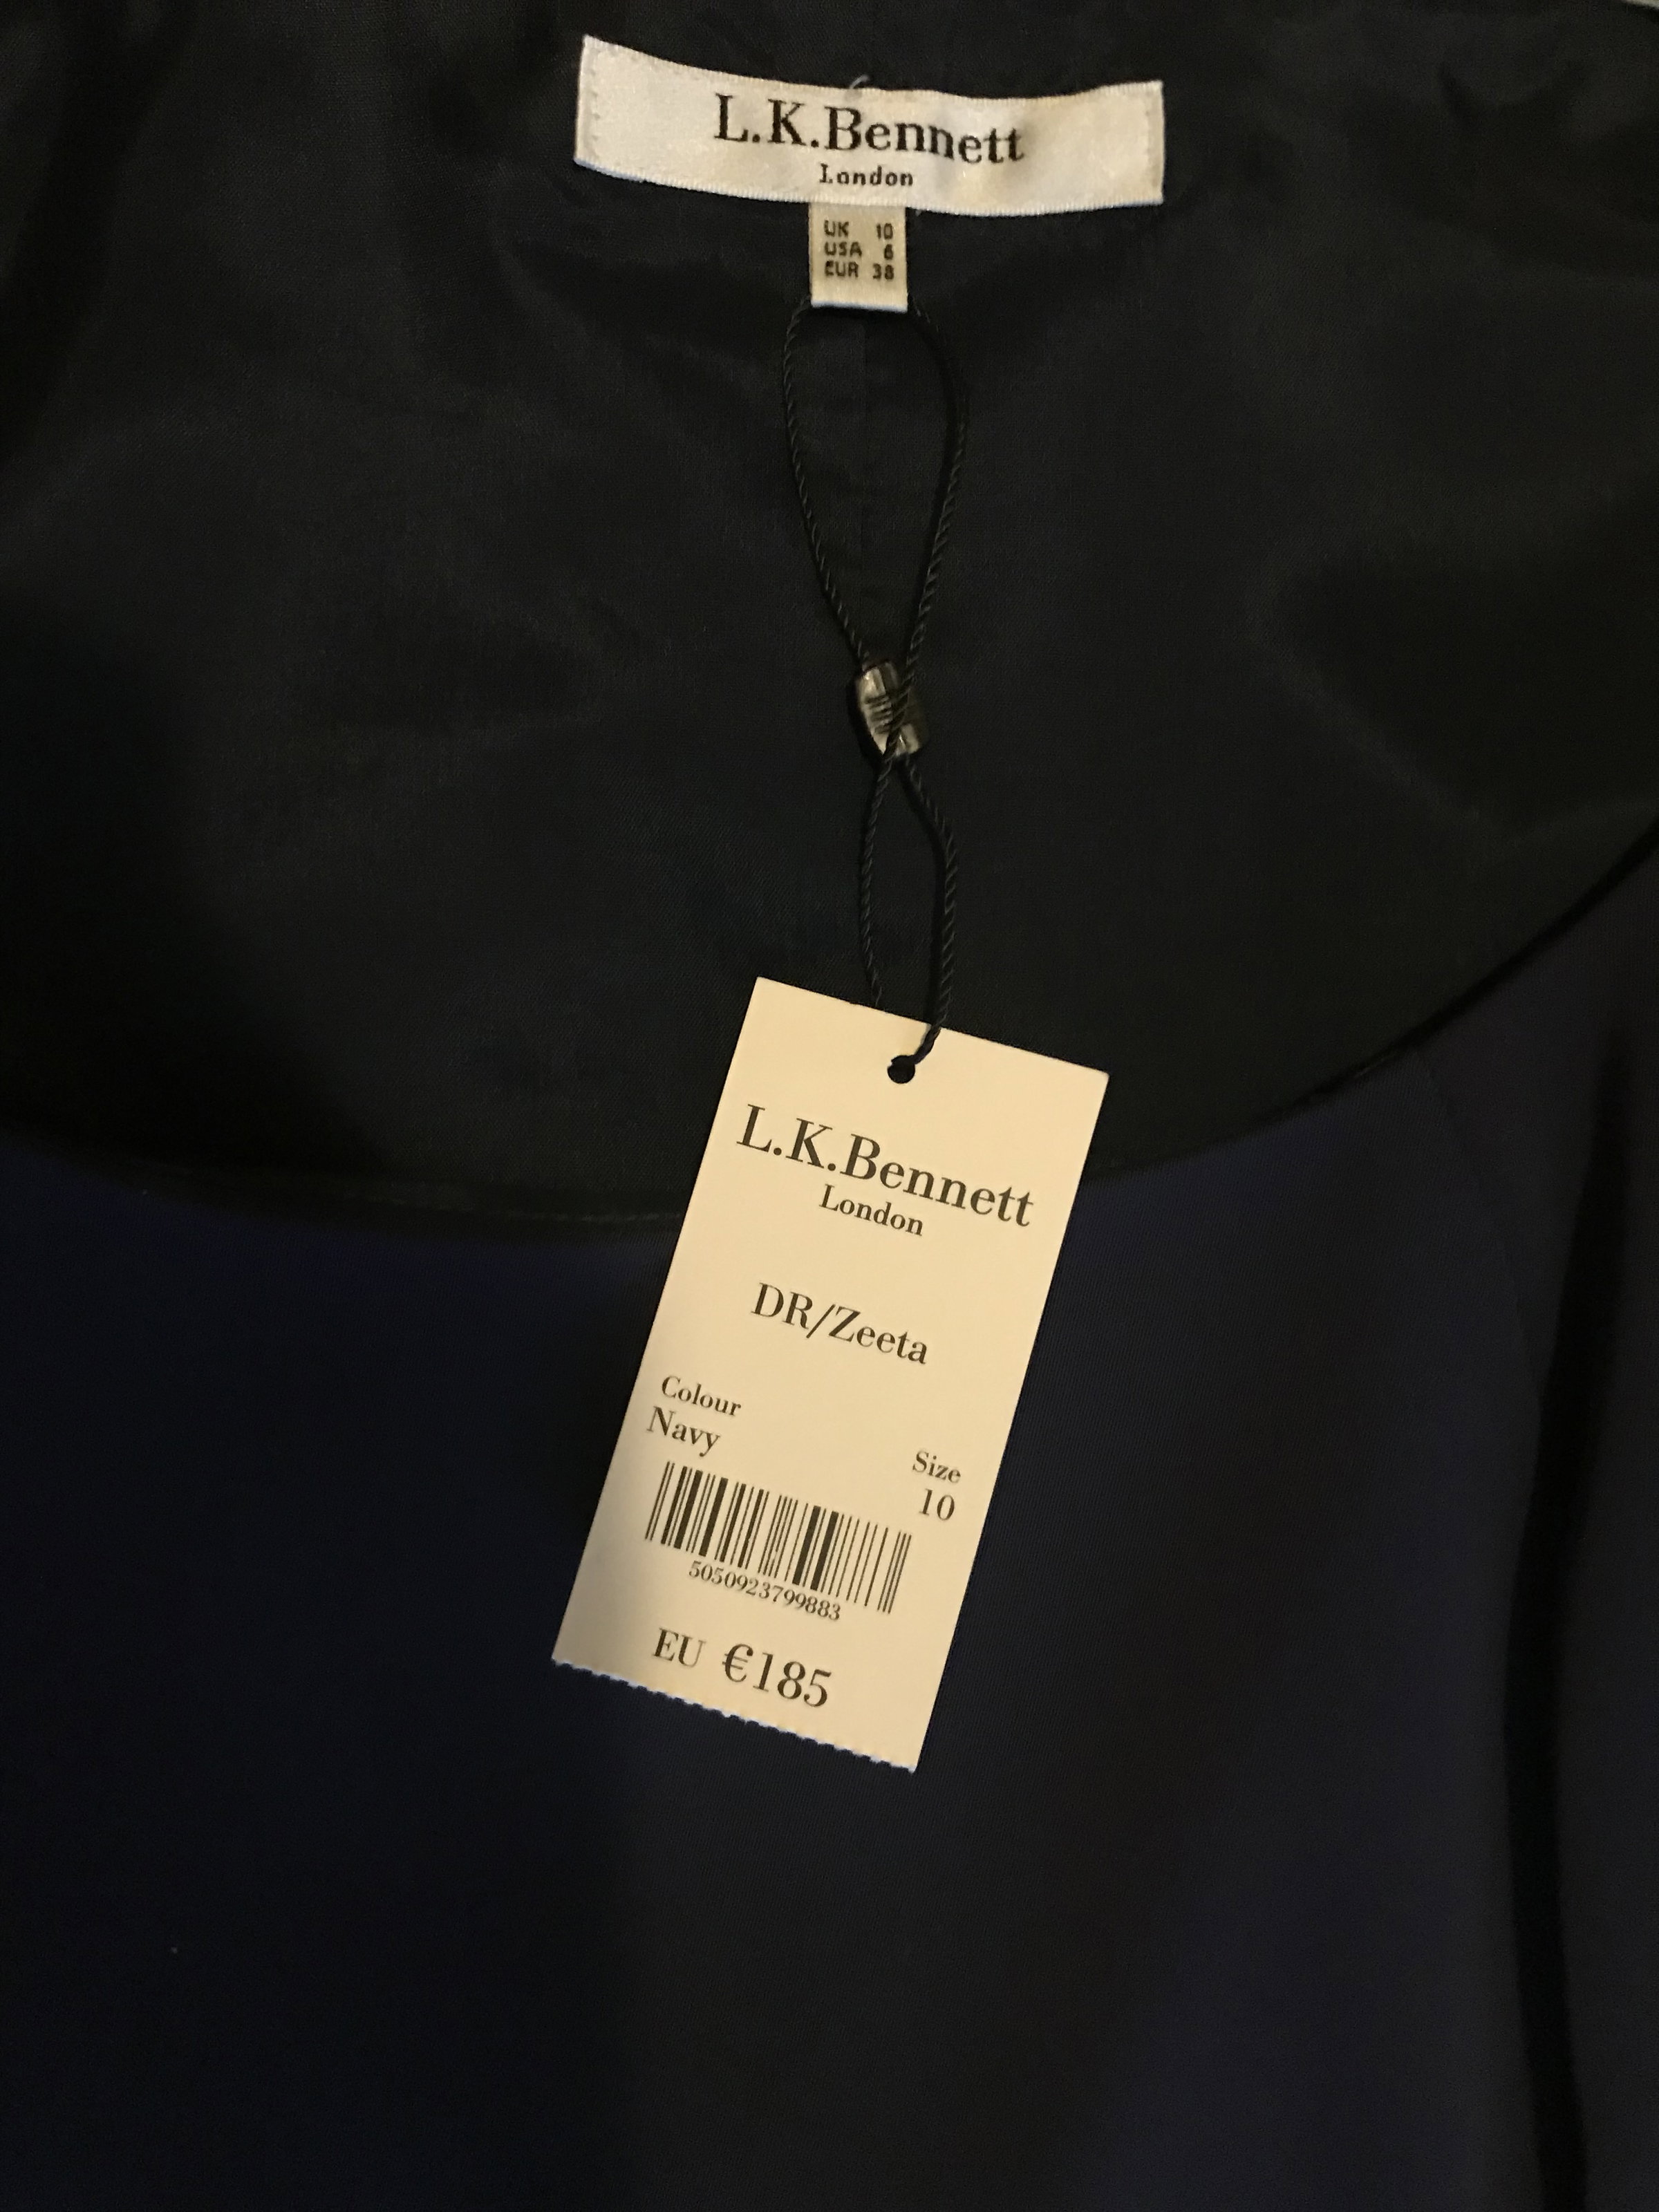 L.K.Bennett
London
UK 10
USA 6
EUR 38
L.K.Bennett
London
DR/Zeeta
Colour
Navy
Size
10
5050923799883
EU €185